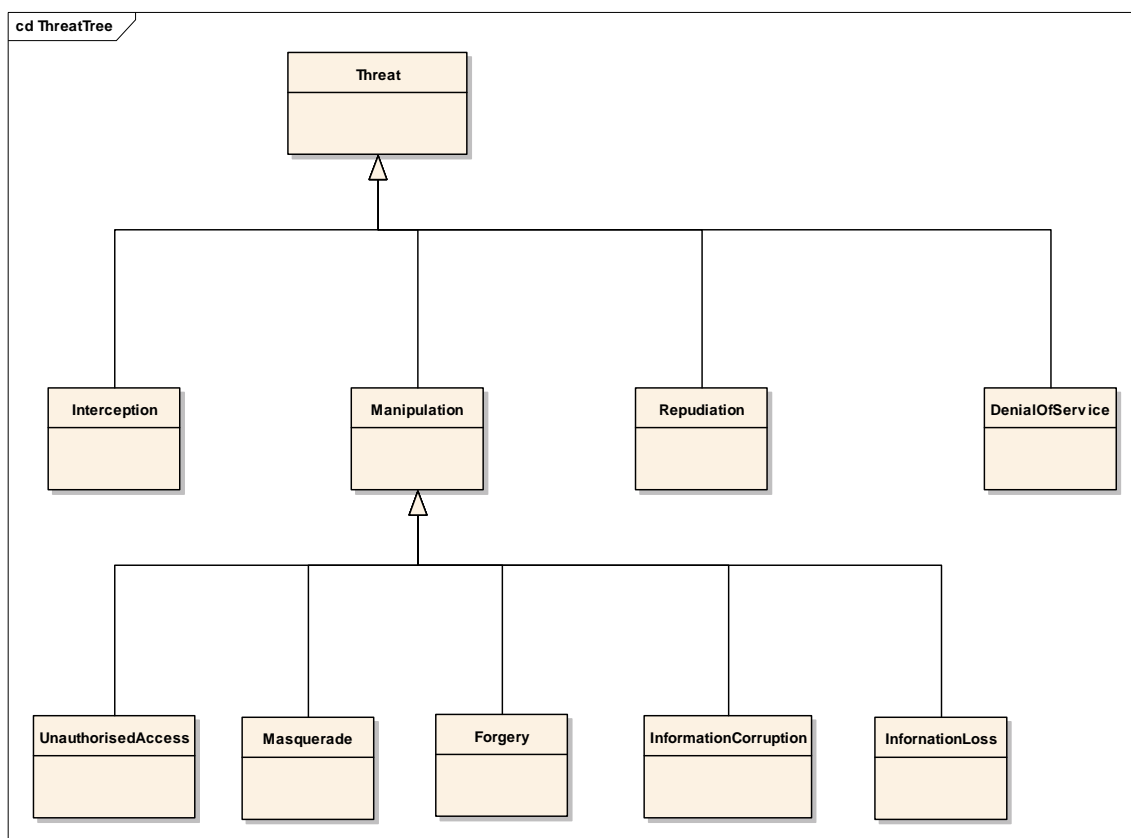 cd ThreatTree
Threat
Interception
Manipulation
Repudiation
DenialOfService
UnauthorisedAccess
Masquerade
Forgery
InformationCorruption
InfornationLoss